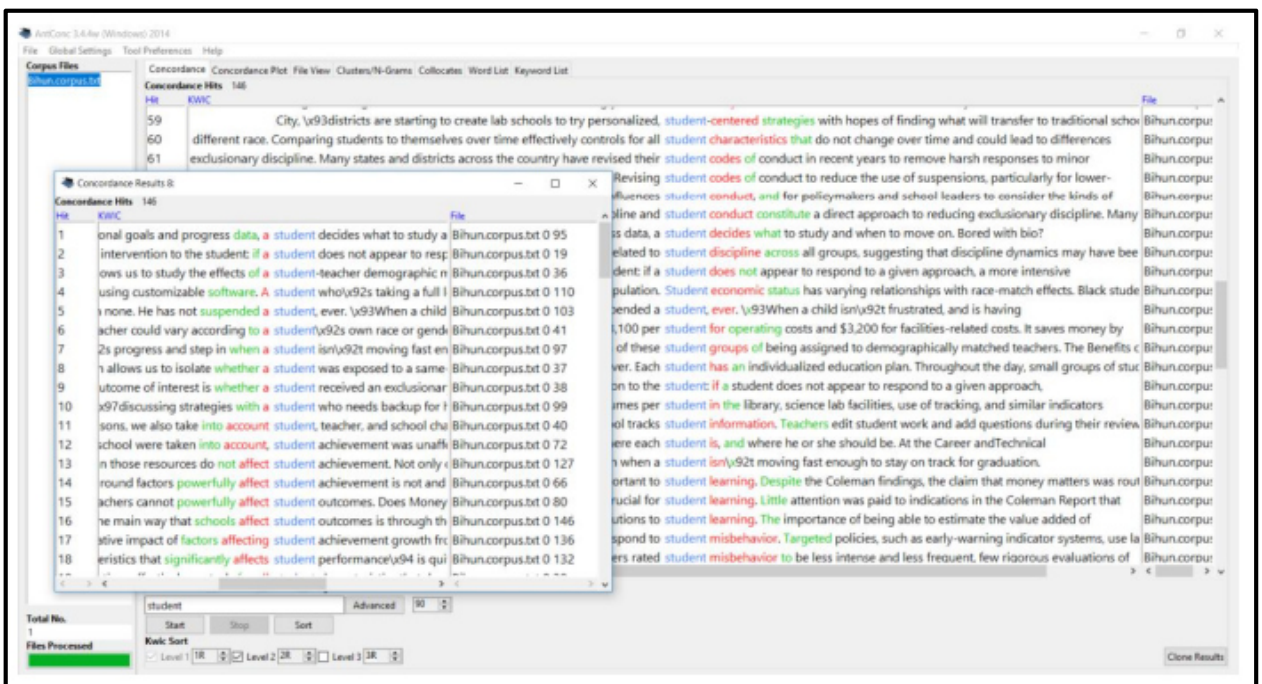 AntConc 3.4.4w (Windows) 2014
File Global Settings Tool Preferences Help
Corpus Files
Bihun.corpus.txt
Concordance Concordance Plot File View Clusters/N-Grams Collocates Word List Keyword List
Concordance Hits 146
Hit KWIC File
59 City, \x93districts are starting to create lab schools to try personalized, student-centered strategies with hopes of finding what will transfer to traditional schoo Bihun.corpu:
60 different race. Comparing students to themselves over time effectively controls for all student characteristics that do not change over time and could lead to differences Bihun.corpu:
61 exclusionary discipline. Many states and districts across the country have revised their student codes of conduct in recent years to remove harsh responses to minor Bihun.corpu:
Revising student codes of conduct to reduce the use of suspensions, particularly for lower- Bihun.corpu:
fluences student conduct, and for policymakers and school leaders to consider the kinds of Bihun.corpu:
pline and student conduct constitute a direct approach to reducing exclusionary discipline. Many Bihun.corpu:
ss data, a student decides what to study and when to move on. Bored with bio? Bihun.corpu:
elated to student discipline across all groups, suggesting that discipline dynamics may have bee Bihun.corpu:
dent: if a student does not appear to respond to a given approach, a more intensive Bihun.corpu:
pulation. Student economic status has varying relationships with race-match effects. Black stude Bihun.corpu:
pended a student, ever. \x93When a child isn\x92t frustrated, and is having Bihun.corpu:
,100 per student for operating costs and $3,200 for facilities-related costs. It saves money by Bihun.corpu:
of these student groups of being assigned to demographically matched teachers. The Benefits c Bihun.corpu:
ver. Each student has an individualized education plan. Throughout the day, small groups of stuc Bihun.corpu:
on to the student: if a student does not appear to respond to a given approach, Bihun.corpu:
umes per student in the library, science lab facilities, use of tracking, and similar indicators Bihun.corpu:
ol tracks student information. Teachers edit student work and add questions during their review Bihun.corpu:
ere each student is, and where he or she should be. At the Career andTechnical Bihun.corpu:
n when a student isn\x92t moving fast enough to stay on track for graduation. Bihun.corpu:
ortant to student learning. Despite the Coleman findings, the claim that money matters was rout Bihun.corpu:
rucial for student learning. Little attention was paid to indications in the Coleman Report that Bihun.corpu:
utions to student learning. The importance of being able to estimate the value added of Bihun.corpu:
spond to student misbehavior. Targeted policies, such as early-warning indicator systems, use la Bihun.corpu:
ers rated student misbehavior to be less intense and less frequent, few rigorous evaluations of Bihun.corpu:
Concordance Results 8:
Concordance Hits 146
Hit KWIC File
1 onal goals and progress data, a student decides what to study a Bihun.corpus.txt 0 95
2 intervention to the student: if a student does not appear to resp Bihun.corpus.txt 0 19
3 ows us to study the effects of a student-teacher demographic n Bihun.corpus.txt 0 36
4 using customizable software. A student who\x92s taking a full l Bihun.corpus.txt 0 110
5 none. He has not suspended a student, ever. \x93When a child Bihun.corpus.txt 0 103
6 acher could vary according to a student\x92s own race or gende Bihun.corpus.txt 0 41
7 2s progress and step in when a student isn\x92t moving fast en Bihun.corpus.txt 0 97
8 n allows us to isolate whether a student was exposed to a same- Bihun.corpus.txt 0 37
9 utcome of interest is whether a student received an exclusionar Bihun.corpus.txt 0 38
10 x97discussing strategies with a student who needs backup for h Bihun.corpus.txt 0 99
11 sons, we also take into account student, teacher, and school cha Bihun.corpus.txt 0 40
12 school were taken into account, student achievement was unaff Bihun.corpus.txt 0 72
13 n those resources do not affect student achievement. Not only Bihun.corpus.txt 0 127
14 round factors powerfully affect student achievement is not and Bihun.corpus.txt 0 66
15 achers cannot powerfully affect student outcomes. Does Money Bihun.corpus.txt 0 80
16 he main way that schools affect student outcomes is through th Bihun.corpus.txt 0 146
17 ative impact of factors affecting student achievement growth frc Bihun.corpus.txt 0 136
18 eristics that significantly affects student performance\x94 is qui Bihun.corpus.txt 0 132
student Advanced 90
Start Stop Sort
Total No.
1
Files Processed
Kwic Sort
Level 1 1R Level 2 2R Level 3 3R
Clone Results